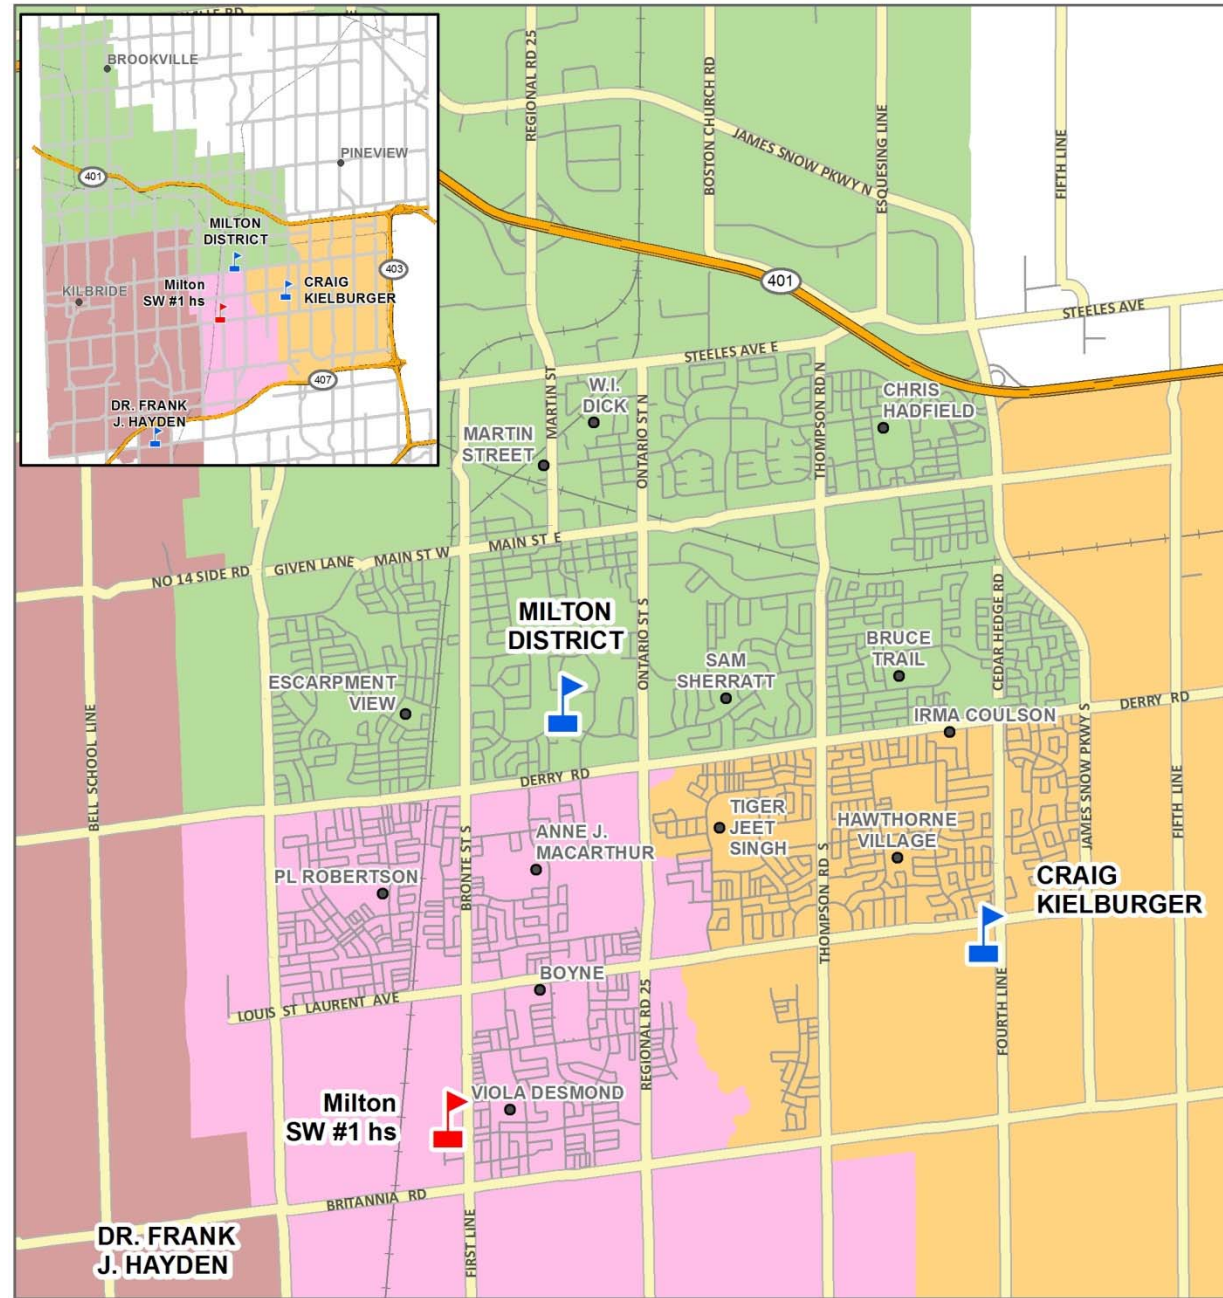 BROOKVILLE
PINEVIEW
401
MILTON
DISTRICT
403
Milton
SW #1 hs
CRAIG
KIELBURGER
KILBRIDE
407
DR. FRANK
J. HAYDEN
REGIONAL RD 25
BOSTON CHURCH RD
ESQUESING LINE
FIFTH LINE
JAMES SNOW PKWY N
401
STEELES AVE
STEELES AVE E
MARTIN ST
W.I.
DICK
ONTARIO ST N
THOMPSON RD N
CHRIS
HADFIELD
MARTIN
STREET
NO 14 SIDE RD
GIVEN LANE
MAIN ST W
MAIN ST E
MILTON
DISTRICT
ONTARIO ST S
SAM
SHERRATT
BRUCE
TRAIL
CEDAR HEDGE RD
ESCARPMENT
VIEW
IRMA COULSON
DERRY RD
BELL SCHOOL LINE
DERRY RD
JAMES SNOW PKWY S
FIFTH LINE
TIGER
JEET
SINGH
HAWTHORNE
VILLAGE
ANNE J.
MACARTHUR
PL ROBERTSON
BRONTE ST S
THOMPSON RD S
CRAIG
KIELBURGER
BOYNE
LOUIS ST LAURENT AVE
REGIONAL RD 25
FOURTH LINE
VIOLA DESMOND
Milton
SW #1 hs
BRITANNIA RD
FIRST LINE
DR. FRANK
J. HAYDEN